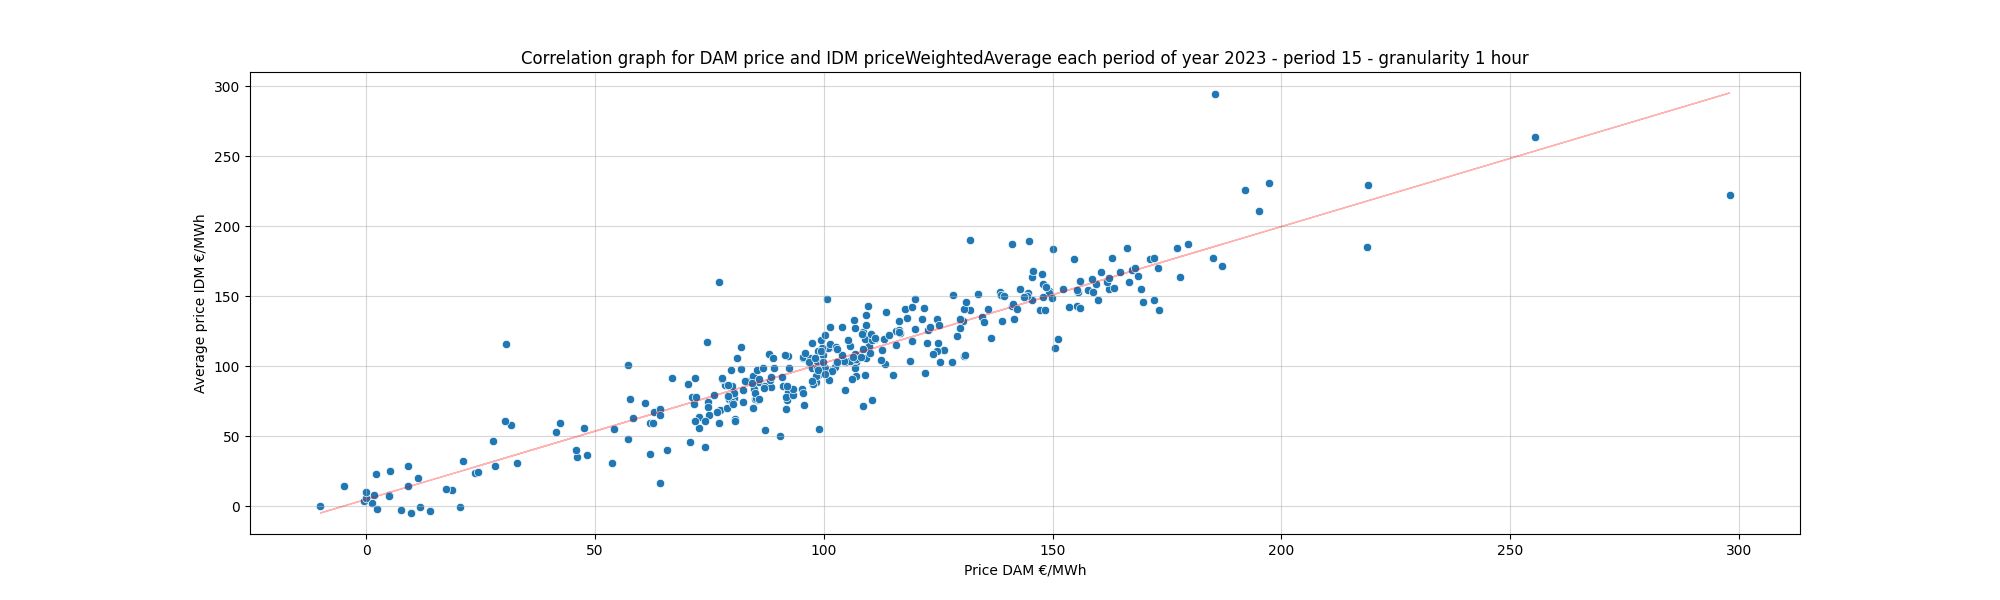 Correlation graph for DAM price and IDM priceWeightedAverage each period of year 2023 - period 15 - granularity 1 hour
Average price IDM €/MWh
300
250
200
150
100
50
0
0 50 100 150 200 250 300
Price DAM €/MWh